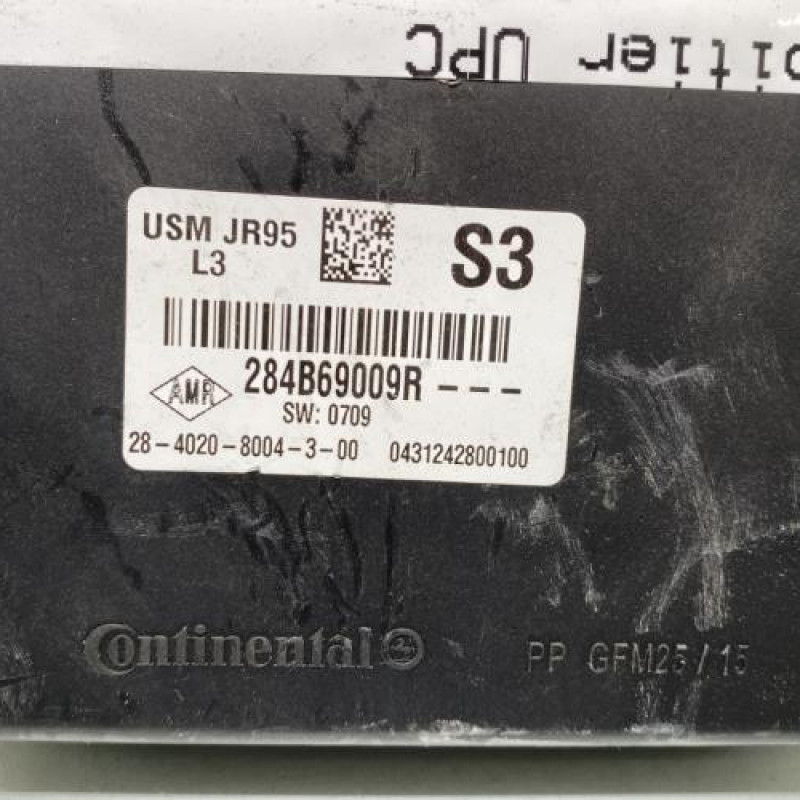 Boitier UPC
USM JR95
L3
S3
AMR
284B69009R ---
SW: 0709
28-4020-8004-3-00 0431242800100
Continental
PP GFM25/15